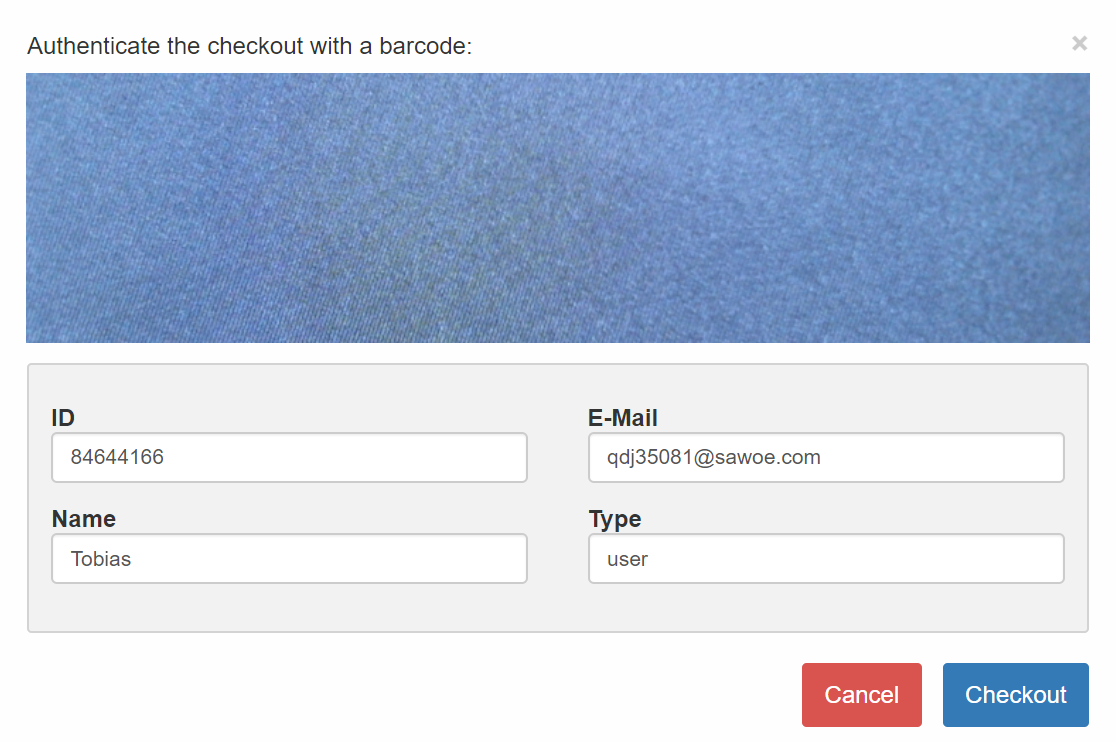 Authenticate the checkout with a barcode:
×
ID
E-Mail
84644166
qdj35081@sawoe.com
Name
Type
Tobias
user
Cancel
Checkout